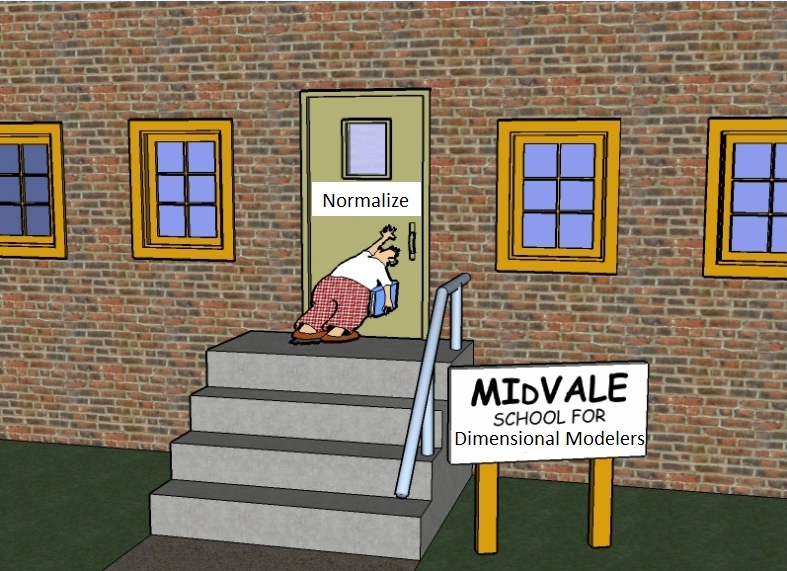 Normalize
MIDVALE
SCHOOL FOR
Dimensional Modelers